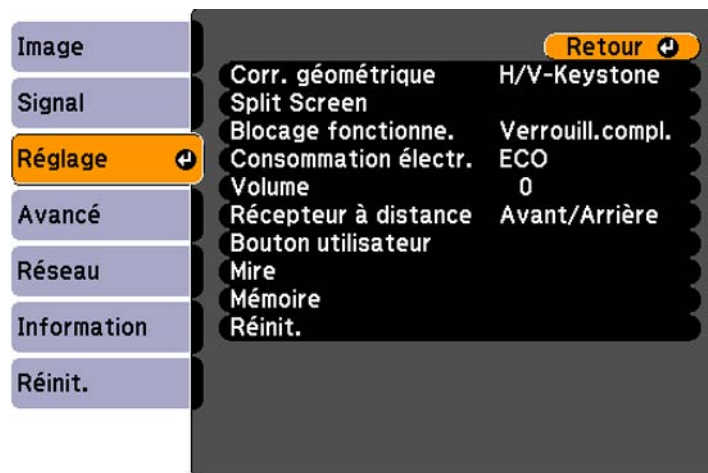 Image
Signal
Réglage
Avancé
Réseau
Information
Réinit.
Retour
Corr. géométrique H/V-Keystone
Split Screen
Blocage fonctionne. Verrouill.compl.
Consommation électr. ECO
Volume 0
Récepteur à distance Avant/Arrière
Bouton utilisateur
Mire
Mémoire
Réinit.